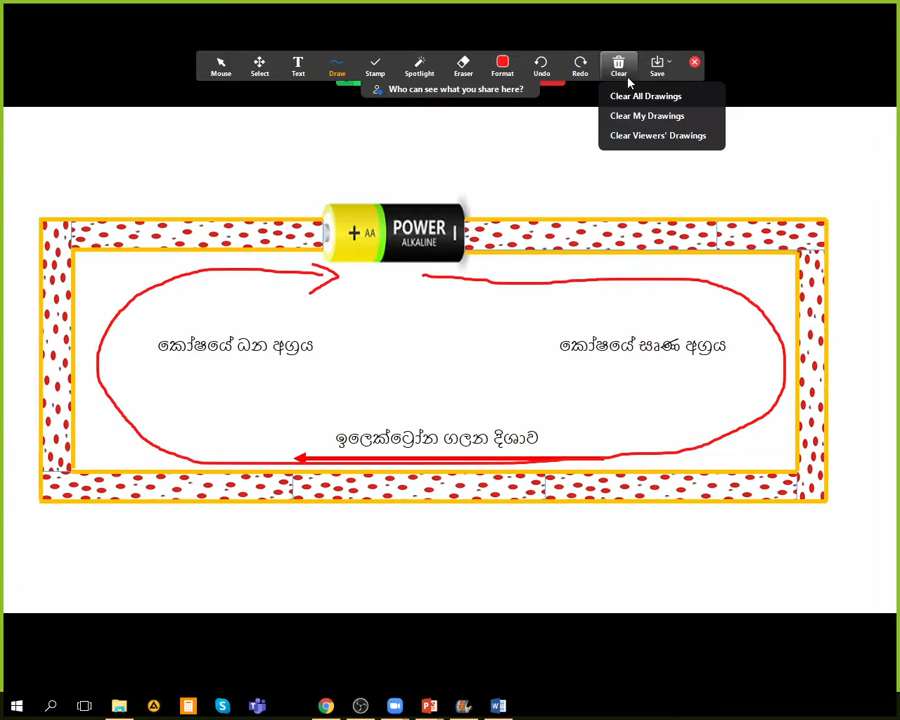 Mouse
Select
Text
Draw
Stamp
Spotlight
Eraser
Format
Undo
Redo
Clear
Save
Who can see what you share here?
Clear All Drawings
Clear My Drawings
Clear Viewers' Drawings
+ AA POWER
ALKALINE
කෝෂයේ ධන අග්‍රය
කෝෂයේ සෘණ අග්‍රය
ඉලෙක්ට්‍රෝන ගලන දිශාව